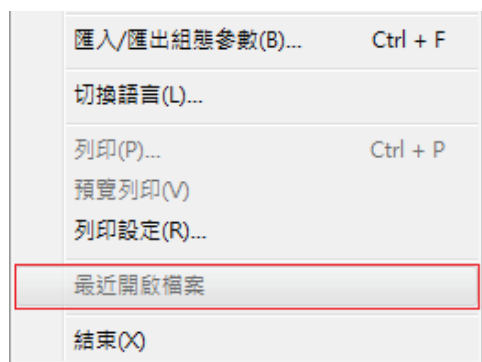 匯入/匯出組態參數(B)... Ctrl + F
切換語言(L)...
列印(P)... Ctrl + P
預覽列印(V)
列印設定(R)...
最近開啟檔案
結束(X)